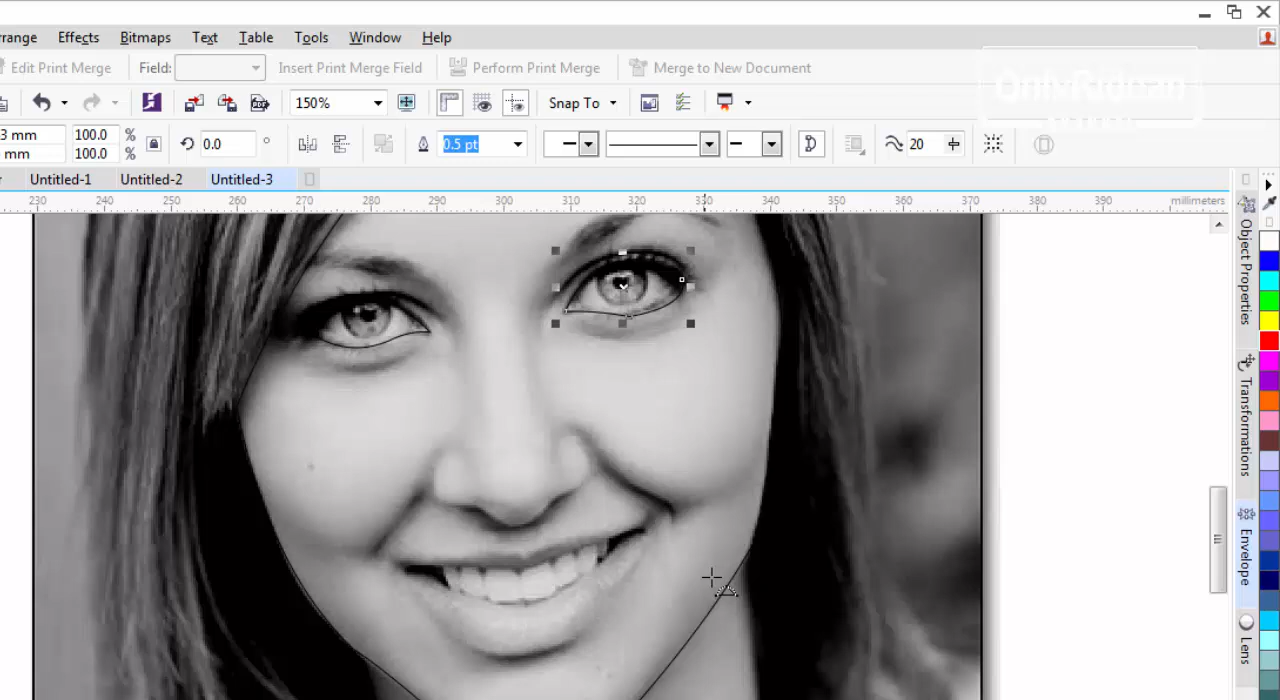 range Effects Bitmaps Text Table Tools Window Help
Edit Print Merge Field: Insert Print Merge Field Perform Print Merge Merge to New Document
150% Snap To
3 mm 100.0 %
mm 100.0 %
0.0 ° 0.5 pt 20
Untitled-1 Untitled-2 Untitled-3
230 240 250 260 270 280 290 300 310 320 330 340 350 360 370 380 390 millimeters
Object Properties
Transformations
Envelope
Lens